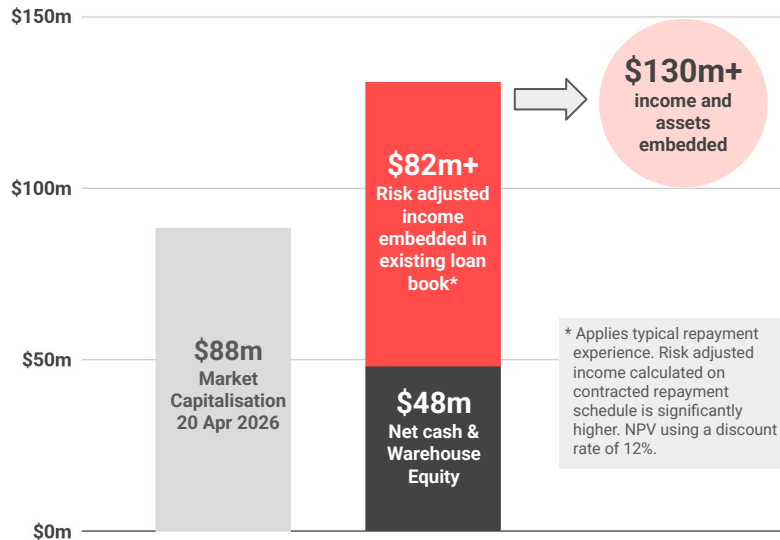 $150m
$100m
$50m
$0m
$88m
Market
Capitalisation
20 Apr 2026
$82m+
Risk adjusted
income
embedded in
existing loan
book*
$48m
Net cash &
Warehouse
Equity
$130m+
income and
assets
embedded
* Applies typical repayment
experience. Risk adjusted
income calculated on
contracted repayment
schedule is significantly
higher. NPV using a discount
rate of 12%.